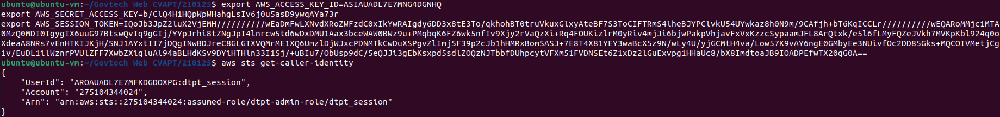 ubuntu@ubuntu-vm:~/Govtech Web CVAPT/210125$ export AWS_ACCESS_KEY_ID=ASIAUADL7E7MNG4DGNHQ
export AWS_SECRET_ACCESS_KEY=b/ClQ4H1HQpWpWHahgLsIv6j0u5asD9ywqAYa73r
export AWS_SESSION_TOKEN=IQoJb3JpZ2luX2VjEMH//////////wEaDmFwLXNvdXRoZWFzdC0xIkYwRAIgdy6DD3x8tE3To/qkhohBT0truVkuxGlxyAteBF7S3ToCIFTRmS4lheBJYPClvkU54UYwkaz8h0N9m/9CAfjh+bT6KqICCLr//////////wEQARoMMjc1MTA
0MzQ0MDI0IgygIX6uuG97BtswQvIq9gGIj/YYpJrhi8tZNgJpI4lnrcw5td6wDxDMU1Aax3bceWAW0BWz9u+PMqbqK6FZ6wk5nfIv9Xjy2rVaQzXi+Rq4FOUKizlrM0yRiv4mjJi6bjwPakpVhjavFxVxKzzcSypaamJFL8ArQtxk/e5l6fLMyFQZeJVkh7MVKpKbl924q0o
XdeaA8NRs7vEnHTKIJKjH/SNJ1AYxtII7jDQgINwBDJreC8GLGTXVQMrME1XQ6UmzlDjWJxcPDNMTkCwDuXSPgvZlImj5F39p2cJb1hHMRxBomSASJ+7E8T4X81YEY3waBcX5z9N/wLy4U/yjGCMtH4va/Low57K9vAY6ngE0GMbyEe3NUivfOc2DD85Gks+MQCOIVMetjCg
1v/EuDL1ilWznrPVUlZFF7XwbZXiqluAl94aBLHdKSv9DYiHTHln33I1Sj/+uBIu7/ObUsp9dC/5eQJJi3gEbKsxpd5sdlZOQzNJTbbfDUhpcytVFXm51FVDNSEt6Z1xDz2lGuExvpg1HHaUc8/bX8ImdtoaJB9IOADPEfwTX20qG0A==
ubuntu@ubuntu-vm:~/Govtech Web CVAPT/210125$ aws sts get-caller-identity
{
    "UserId": "AROAUADL7E7MFKDGDOXPG:dtpt_session",
    "Account": "275104344024",
    "Arn": "arn:aws:sts::275104344024:assumed-role/dtpt-admin-role/dtpt_session"
}